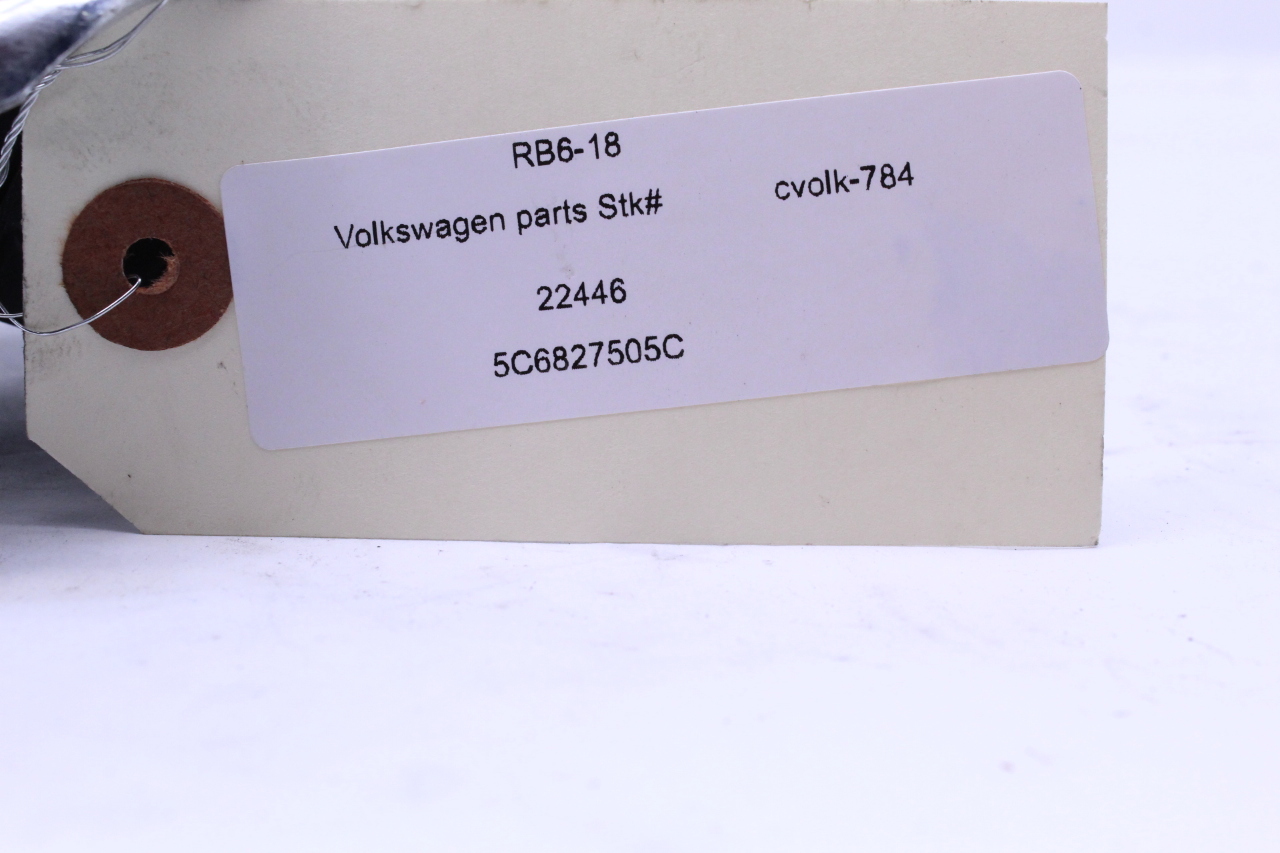 RB6-18
Volkswagen parts Stk# cvolk-784
22446
5C6827505C